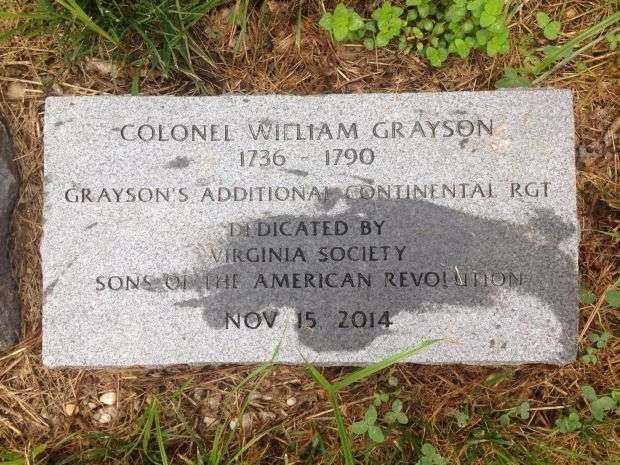 COLONEL WILLIAM GRAYSON
1736 - 1790
GRAYSON'S ADDITIONAL CONTINENTAL RGT
DEDICATED BY
VIRGINIA SOCIETY
SONS OF THE AMERICAN REVOLUTION
NOV 15 2014